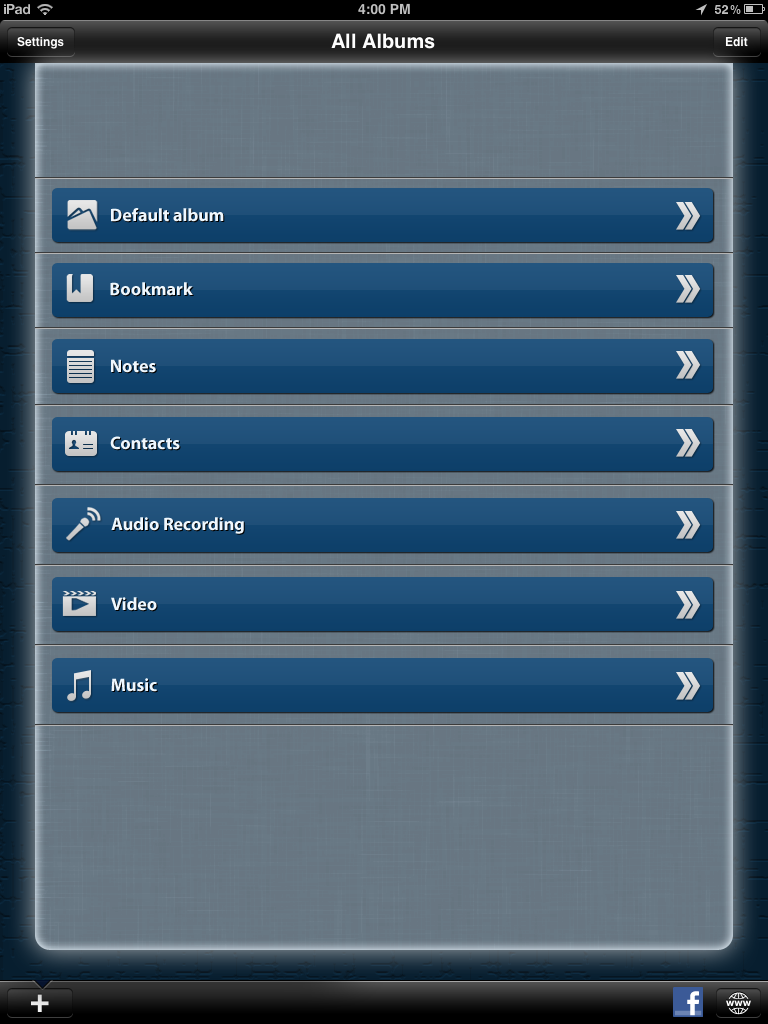 iPad 4:00 PM 52%
Settings All Albums Edit
Default album
Bookmark
Notes
Contacts
Audio Recording
Video
Music
+ f www